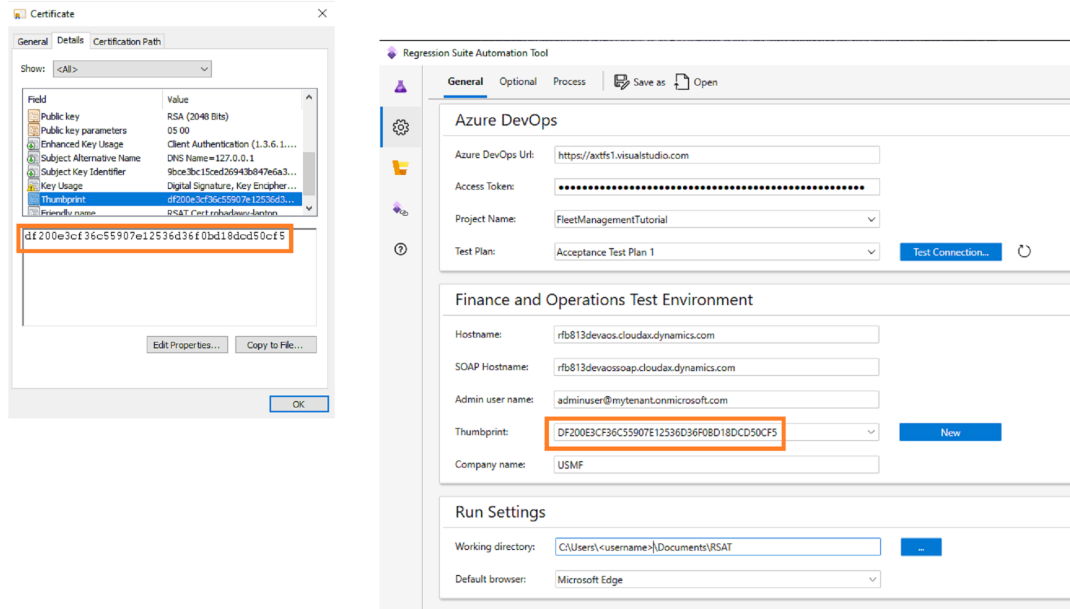 Certificate
General Details Certification Path
Show: <All>
Field Value
Public key RSA (2048 Bits)
Public key parameters 05 00
Enhanced Key Usage Client Authentication (1.3.6.1....
Subject Alternative Name DNS Name=127.0.0.1
Subject Key Identifier 9bce3bc15ced26943b847e6a3...
Key Usage Digital Signature, Key Encipher...
Thumbprint df200e3cf36c55907e12536d3...
Friendly name RSAT Cert robadawy-laptop
df200e3cf36c55907e12536d36f0bd18dcd50cf5
Edit Properties... Copy to File...
OK
Regression Suite Automation Tool
General Optional Process Save as Open
Azure DevOps
Azure DevOps Url: https://axtfs1.visualstudio.com
Access Token:
Project Name: FleetManagementTutorial
Test Plan: Acceptance Test Plan 1 Test Connection...
Finance and Operations Test Environment
Hostname: rfb813devaos.cloudax.dynamics.com
SOAP Hostname: rfb813devaossoap.cloudax.dynamics.com
Admin user name: adminuser@mytenant.onmicrosoft.com
Thumbprint: DF200E3CF36C55907E12536D36F0BD18DCD50CF5 New
Company name: USMF
Run Settings
Working directory: C:\Users\<username>\Documents\RSAT ...
Default browser: Microsoft Edge